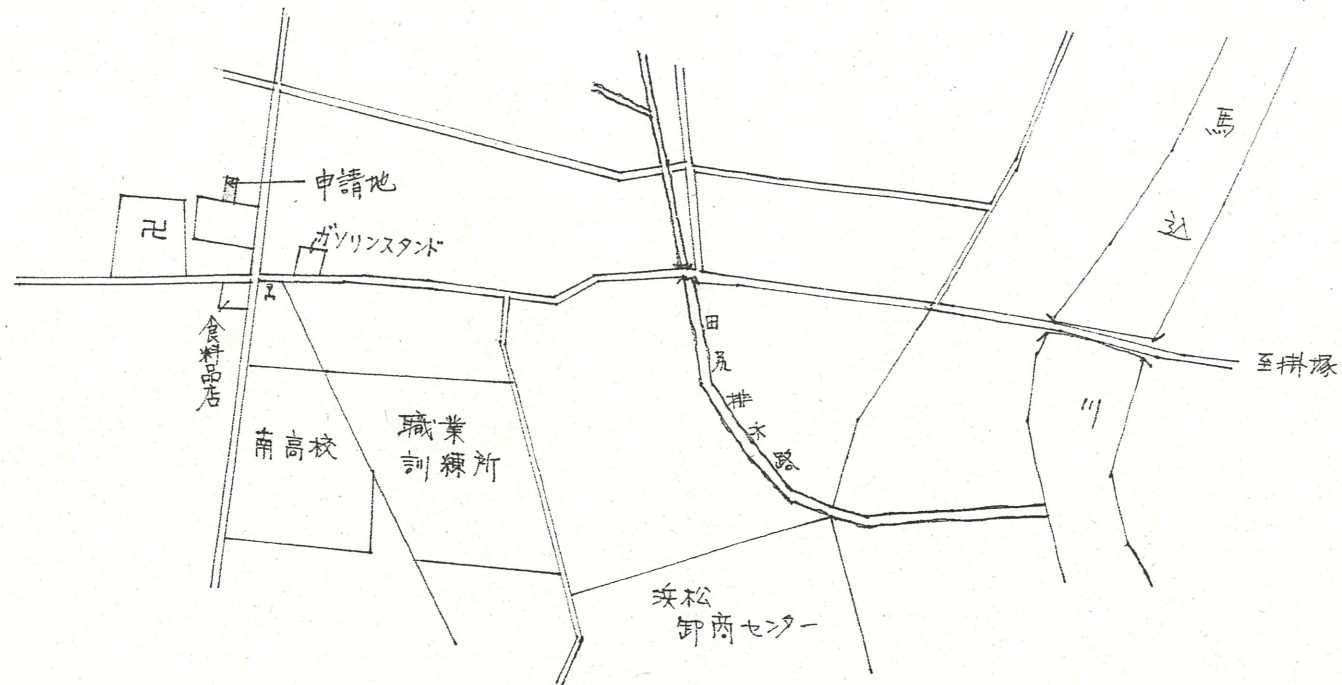 申請地
ガソリンスタンド
卍
食料品店
南高校
職業
訓練所
田尻排水路
浜松
卸商センター
馬込川
至掛塚